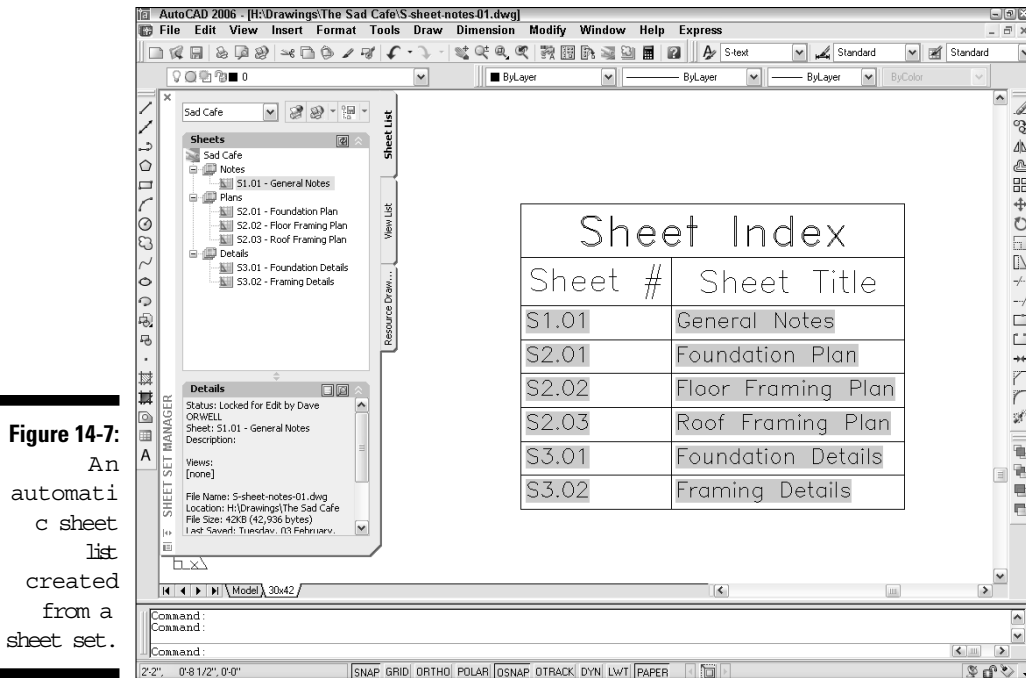 AutoCAD 2006 - [H:\Drawings\The Sad Cafe\S-sheet-notes-01.dwg]
File Edit View Insert Format Tools Draw Dimension Modify Window Help Express
S-text Standard Standard
0 ByLayer ByLayer ByLayer ByColor
Sad Cafe
Sheet List
View List
Resource Draw...
Sheets
Sad Cafe
Notes
S1.01 - General Notes
Plans
S2.01 - Foundation Plan
S2.02 - Floor Framing Plan
S2.03 - Roof Framing Plan
Details
S3.01 - Foundation Details
S3.02 - Framing Details
Details
Status: Locked for Edit by Dave
ORWELL
Sheet: S1.01 - General Notes
Description:
Views:
[none]
File Name: S-sheet-notes-01.dwg
Location: H:\Drawings\The Sad Cafe
File Size: 42KB (42,936 bytes)
Last Saved: Tuesday, 03 February,
SHEET SET MANAGER
Sheet Index
Sheet # Sheet Title
S1.01 General Notes
S2.01 Foundation Plan
S2.02 Floor Framing Plan
S2.03 Roof Framing Plan
S3.01 Foundation Details
S3.02 Framing Details
Model 30x42
Command:
Command:
Command:
2'-2", 0'-8 1/2", 0'-0" SNAP GRID ORTHO POLAR OSNAP OTRACK DYN LWT PAPER
Figure 14-7:
An
automati
c sheet
list
created
from a
sheet set.